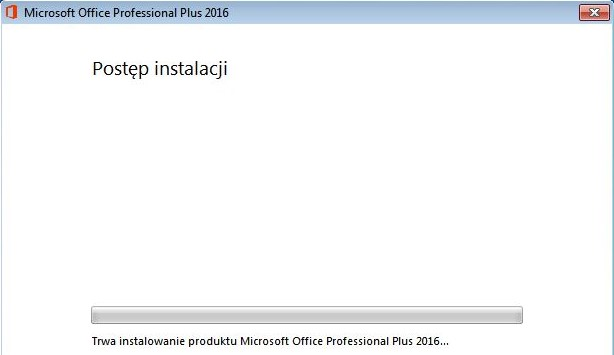 Microsoft Office Professional Plus 2016
Postęp instalacji
Trwa instalowanie produktu Microsoft Office Professional Plus 2016...